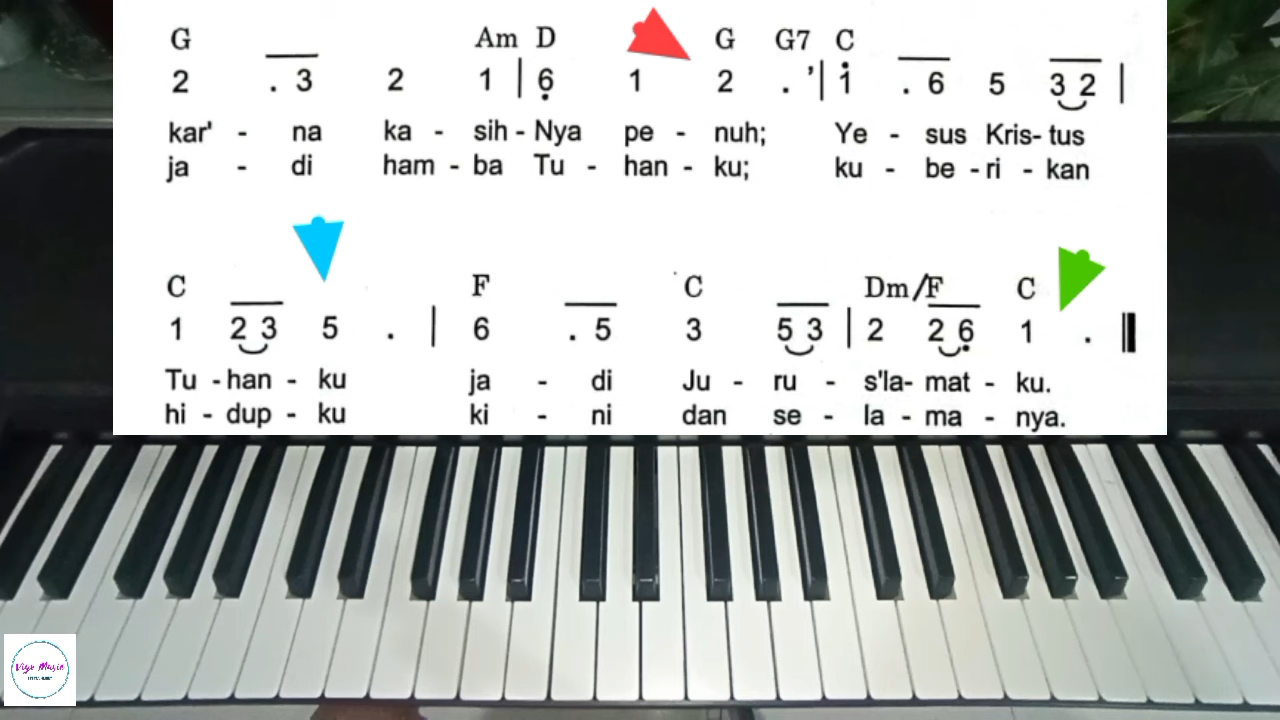 G Am D G G7 C
2 . 3 2 1 | 6 1 2 . ' | 1 . 6 5 3 2 |
kar' - na ka - sih - Nya pe - nuh; Ye - sus Kris- tus
ja - di ham - ba Tu - han - ku; ku - be - ri - kan
C F C Dm/F C
1 2 3 5 . | 6 . 5 3 5 3 | 2 2 6 1 . ||
Tu - han - ku ja - di Ju - ru - s'la- mat - ku.
hi - dup - ku ki - ni dan se - la - ma - nya.